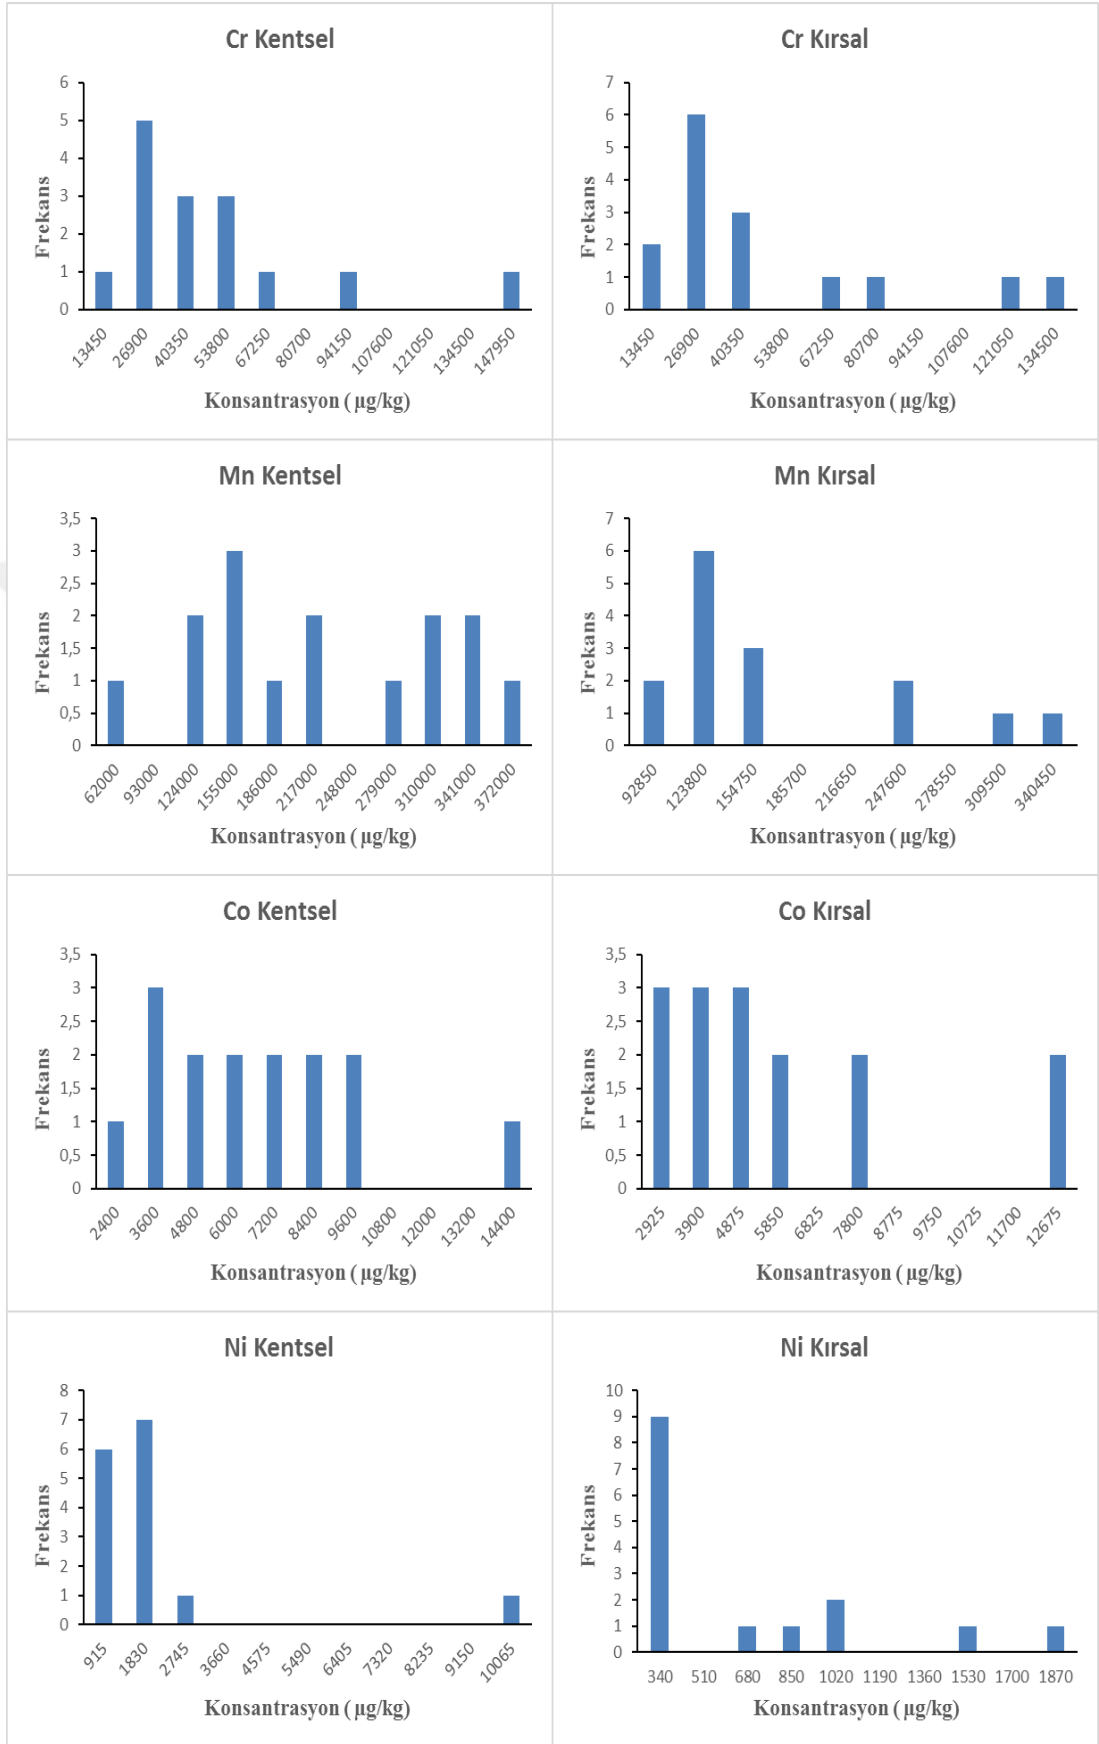 Cr Kentsel
6
5
4
3
2
1
0
Frekans
13450 26900 40350 53800 67250 80700 94150 107600 121050 134500 147950
Konsantrasyon ( µg/kg)
Cr Kırsal
7
6
5
4
3
2
1
0
Frekans
13450 26900 40350 53800 67250 80700 94150 107600 121050 134500
Konsantrasyon ( µg/kg)
Mn Kentsel
3,5
3
2,5
2
1,5
1
0,5
0
Frekans
62000 93000 124000 155000 186000 217000 248000 279000 310000 341000 372000
Konsantrasyon ( µg/kg)
Mn Kırsal
7
6
5
4
3
2
1
0
Frekans
92850 123800 154750 185700 216650 247600 278550 309500 340450
Konsantrasyon ( µg/kg)
Co Kentsel
3,5
3
2,5
2
1,5
1
0,5
0
Frekans
2400 3600 4800 6000 7200 8400 9600 10800 12000 13200 14400
Konsantrasyon ( µg/kg)
Co Kırsal
3,5
3
2,5
2
1,5
1
0,5
0
Frekans
2925 3900 4875 5850 6825 7800 8775 9750 10725 11700 12675
Konsantrasyon ( µg/kg)
Ni Kentsel
8
7
6
5
4
3
2
1
0
Frekans
915 1830 2745 3660 4575 5490 6405 7320 8235 9150 10065
Konsantrasyon ( µg/kg)
Ni Kırsal
10
9
8
7
6
5
4
3
2
1
0
Frekans
340 510 680 850 1020 1190 1360 1530 1700 1870
Konsantrasyon ( µg/kg)